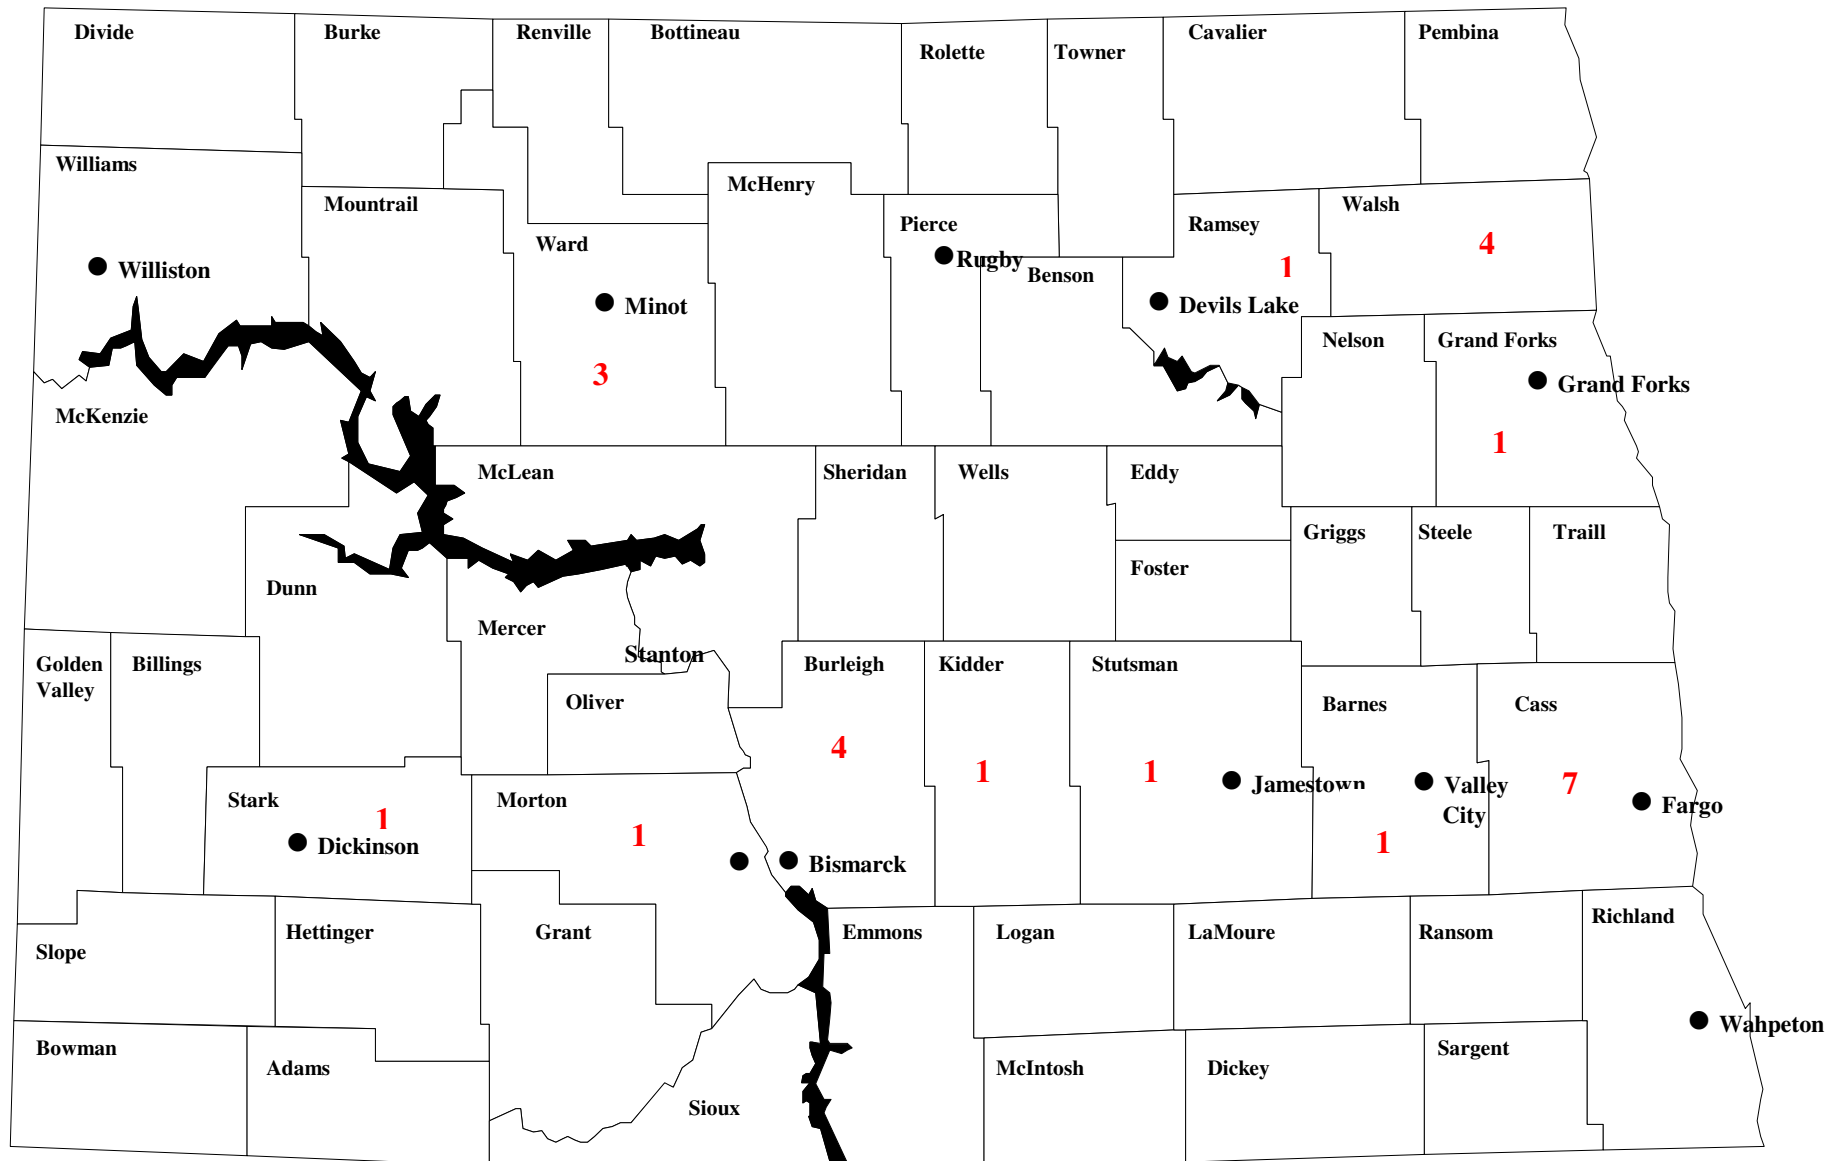 Divide
Burke
Renville
Bottineau
Rolette
Towner
Cavalier
Pembina
Williams
Mountrail
McHenry
Pierce
Ramsey
Walsh
Ward
4
Rugby
Benson
1
Williston
Minot
Devils Lake
Nelson
Grand Forks
3
Grand Forks
McKenzie
1
McLean
Sheridan
Wells
Eddy
Griggs
Steele
Traill
Foster
Dunn
Mercer
Stanton
Golden
Valley
Billings
Burleigh
Kidder
Stutsman
Oliver
Barnes
Cass
4
1
1
7
Jamestown
Valley
City
Fargo
Stark
1
Morton
1
1
Dickinson
Bismarck
Slope
Hettinger
Grant
Emmons
Logan
LaMoure
Ransom
Richland
Wahpeton
Bowman
Adams
McIntosh
Dickey
Sargent
Sioux